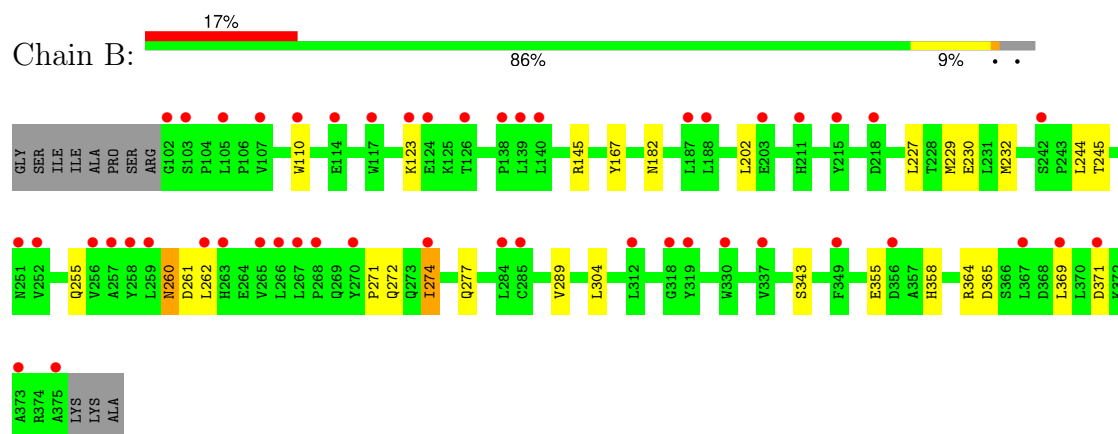 17%
Chain B:
86% 9% • •
GLY SER ILE ILE ALA PRO SER ARG G102 S103 P104 L105 P106 V107 W110 E114 W117 K123 E124 K125 T126 P138 L139 L140 R145 Y167 N182 L187 L188 L202 E203 H211 Y215 D218 L227 T228 M229 E230 L231 M232 S242 P243 L244 T245
N251 V252 Q255 V256 A257 Y258 L259 N260 D261 L262 H263 E264 V265 L266 L267 P268 Q269 Y270 P271 Q272 Q273 I274 Q277 L284 C285 V289 L304 L312 G318 Y319 W330 V337 S343 F349 E355 D356 A357 H358 R364 D365 S366 L367 D368 L369 L370 D371 K372
A373 R374 A375 LYS LYS ALA